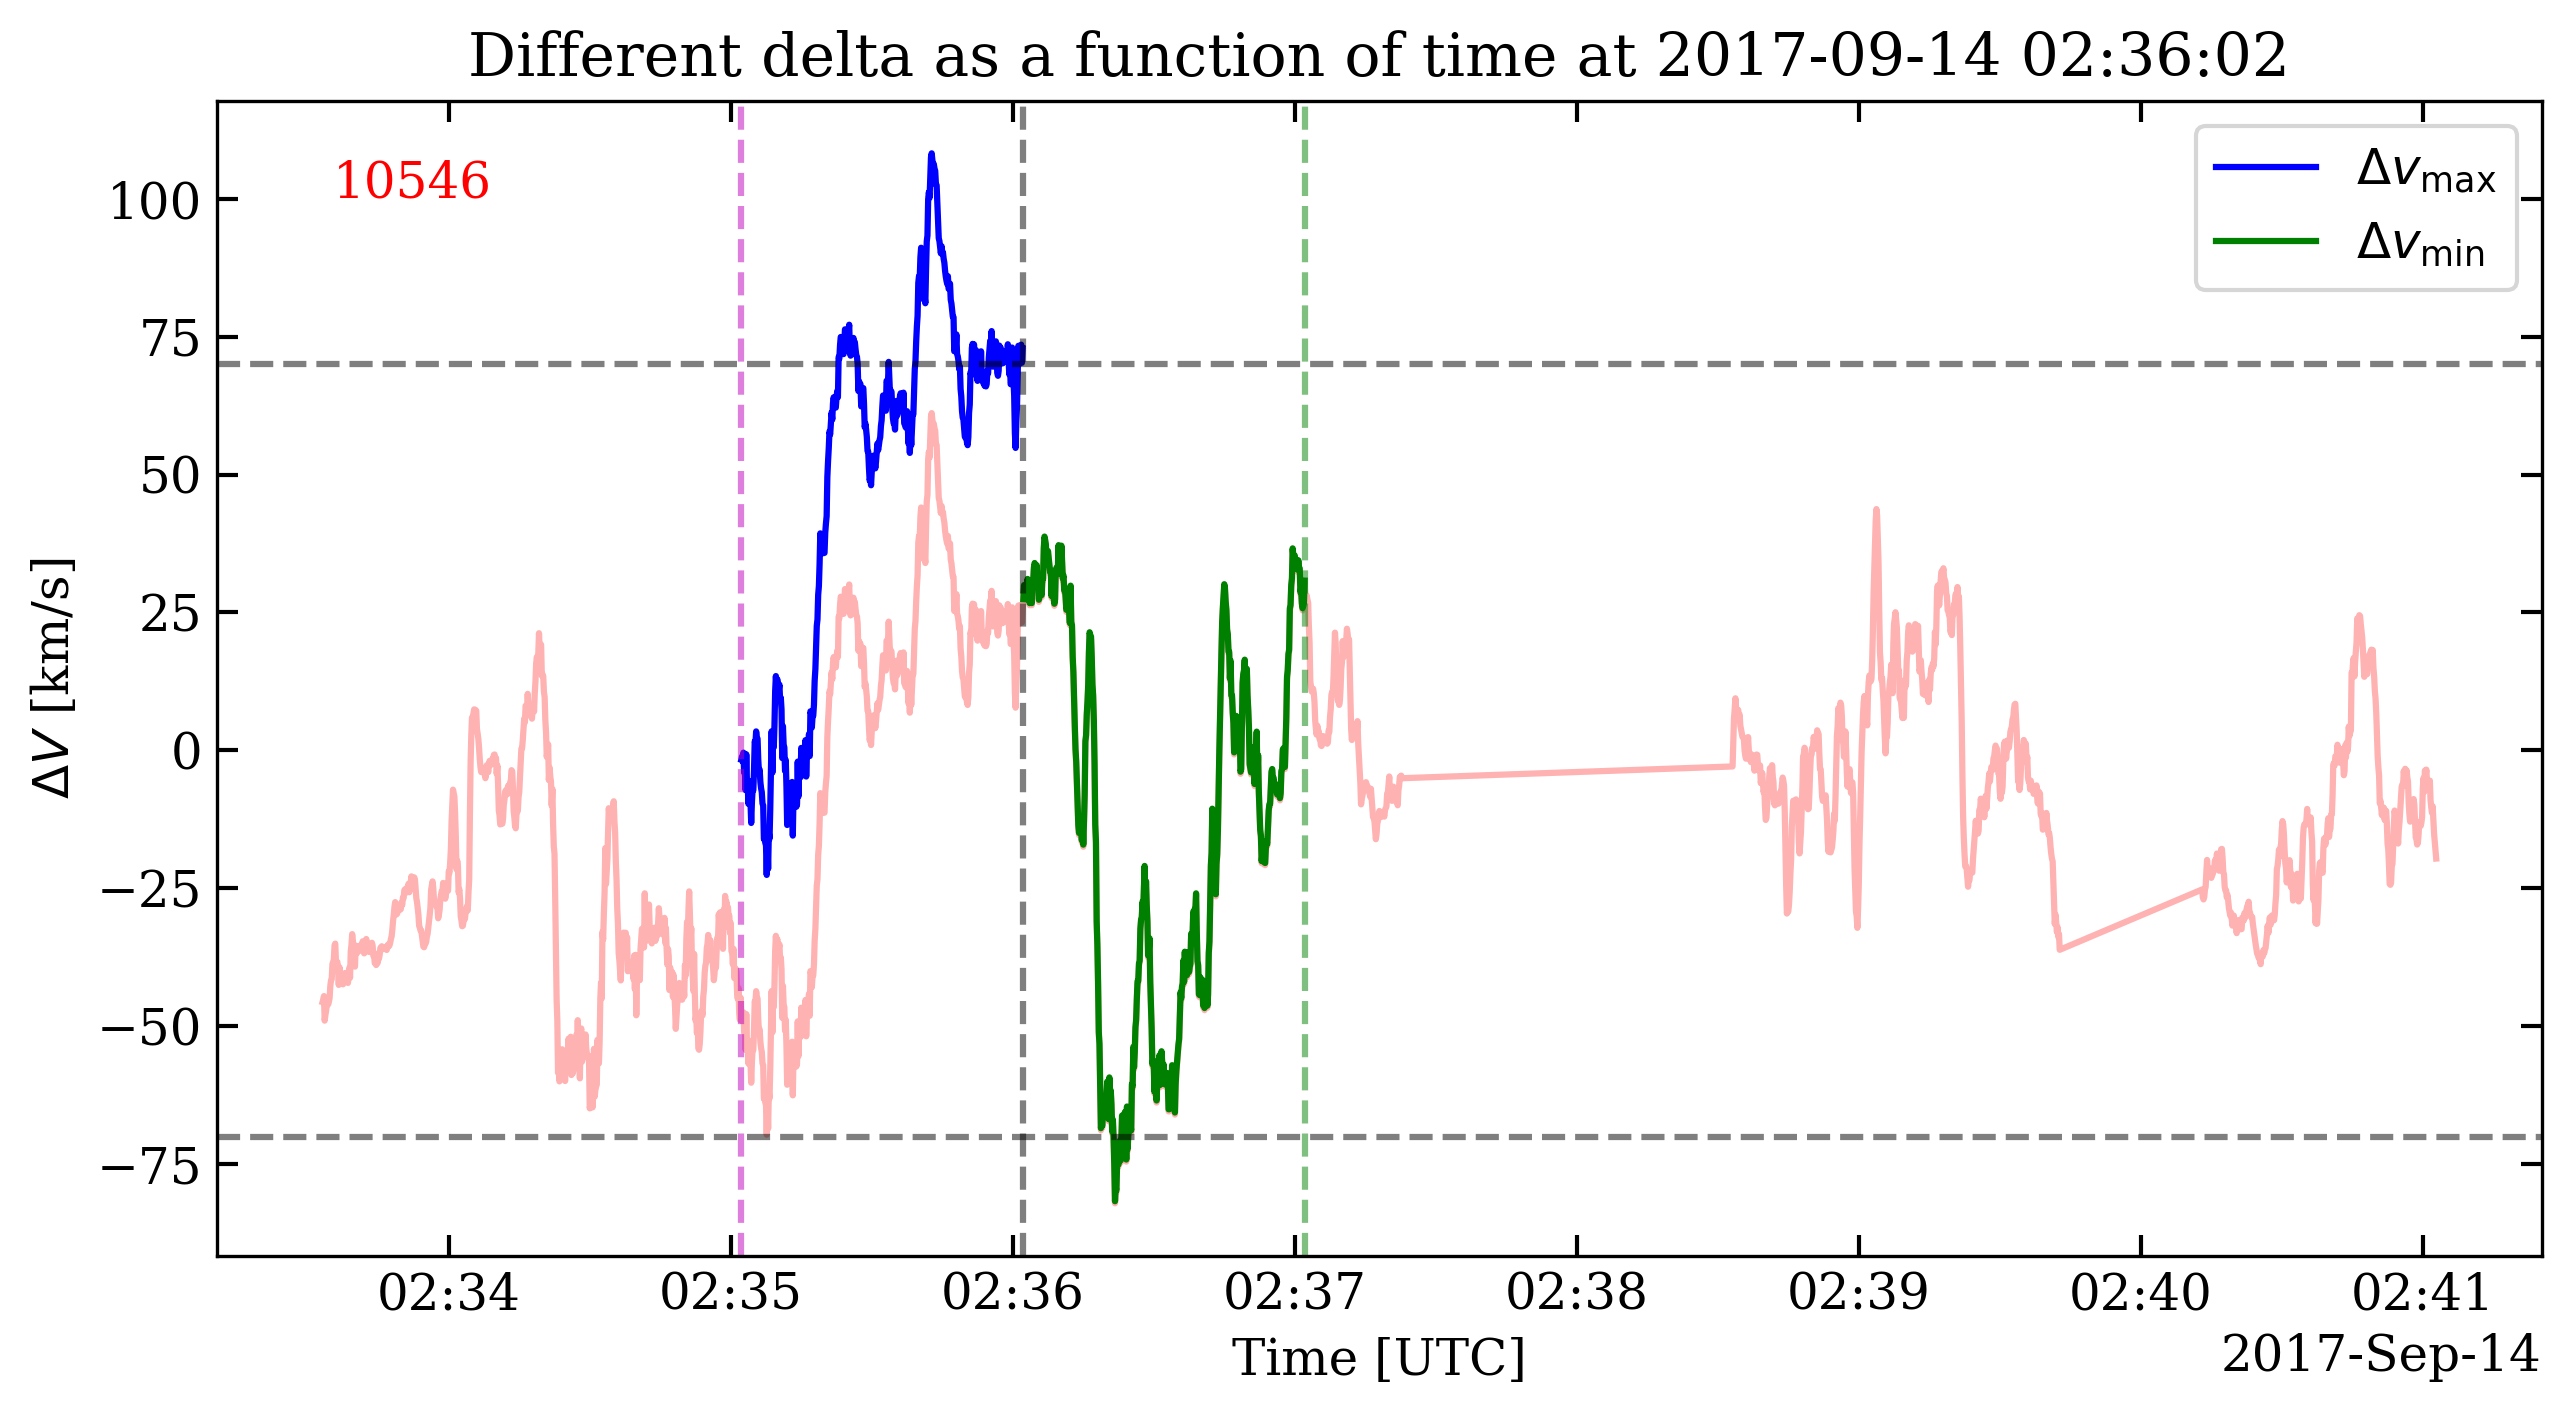 Different delta as a function of time at 2017-09-14 02:36:02
10546
Δv_max
Δv_min
100
75
50
25
0
−25
−50
−75
ΔV [km/s]
02:34 02:35 02:36 02:37 02:38 02:39 02:40 02:41
Time [UTC]
2017-Sep-14